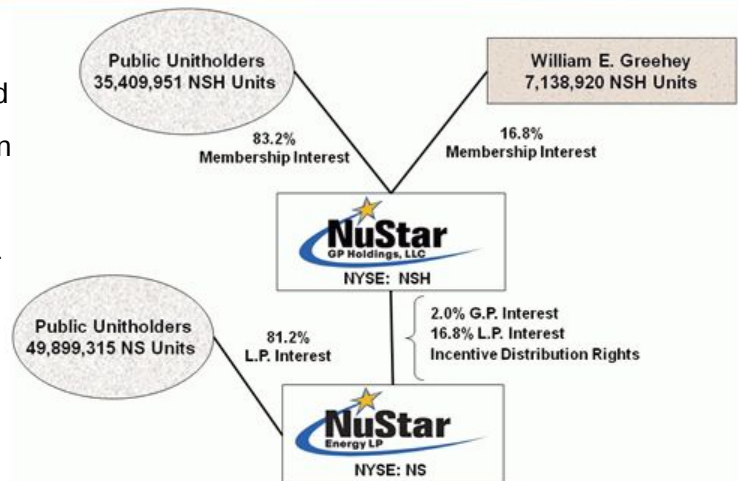 Public Unitholders
35,409,951 NSH Units
William E. Greehey
7,138,920 NSH Units
d
m
83.2%
Membership Interest
16.8%
Membership Interest
NuStar
GP Holdings, LLC
NYSE: NSH
Public Unitholders
49,899,315 NS Units
81.2%
L.P. Interest
2.0% G.P. Interest
16.8% L.P. Interest
Incentive Distribution Rights
NuStar
Energy LP
NYSE: NS